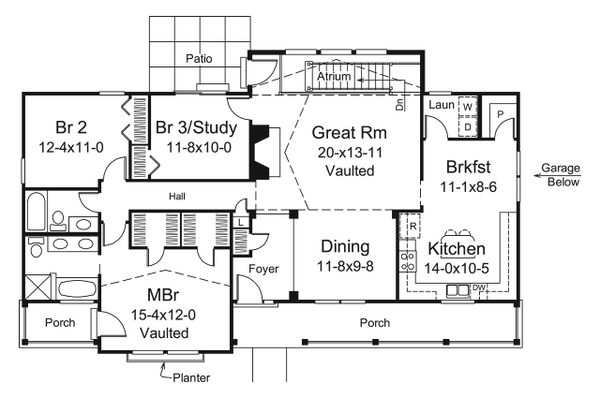 Patio
Atrium
Dn
Laun
W
D
P
Br 2
12-4x11-0
Br 3/Study
11-8x10-0
Great Rm
20-x13-11
Vaulted
Brkfst
11-1x8-6
Garage
Below
Hall
L
R
Dining
11-8x9-8
Kitchen
14-0x10-5
DW
Foyer
MBr
15-4x12-0
Vaulted
Porch
Porch
Planter